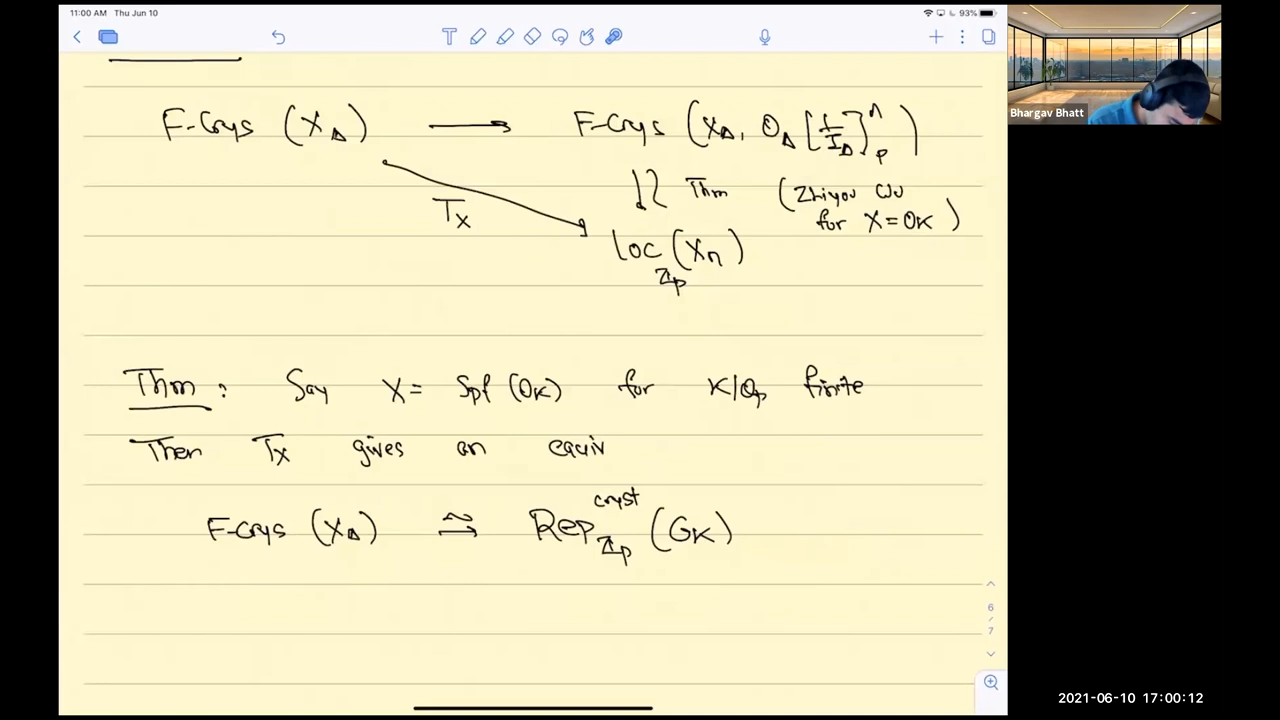 11:00 AM Thu Jun 10
93%
F-Crys (X_Δ) → F-Crys (X_Δ, O_Δ[1/I_Δ]^∧_p)
T_X
Thm (Zhiyou Wu
for X = O_K)
Loc_{Z_p} (X_η)
Thm: Say X = Spf (O_K) for K/Q_p finite
Then T_X gives an equiv
F-Crys (X_Δ) ≃ Rep^{cryst}_{Z_p} (G_K)
6
/
7
Bhargav Bhatt
2021-06-10 17:00:12